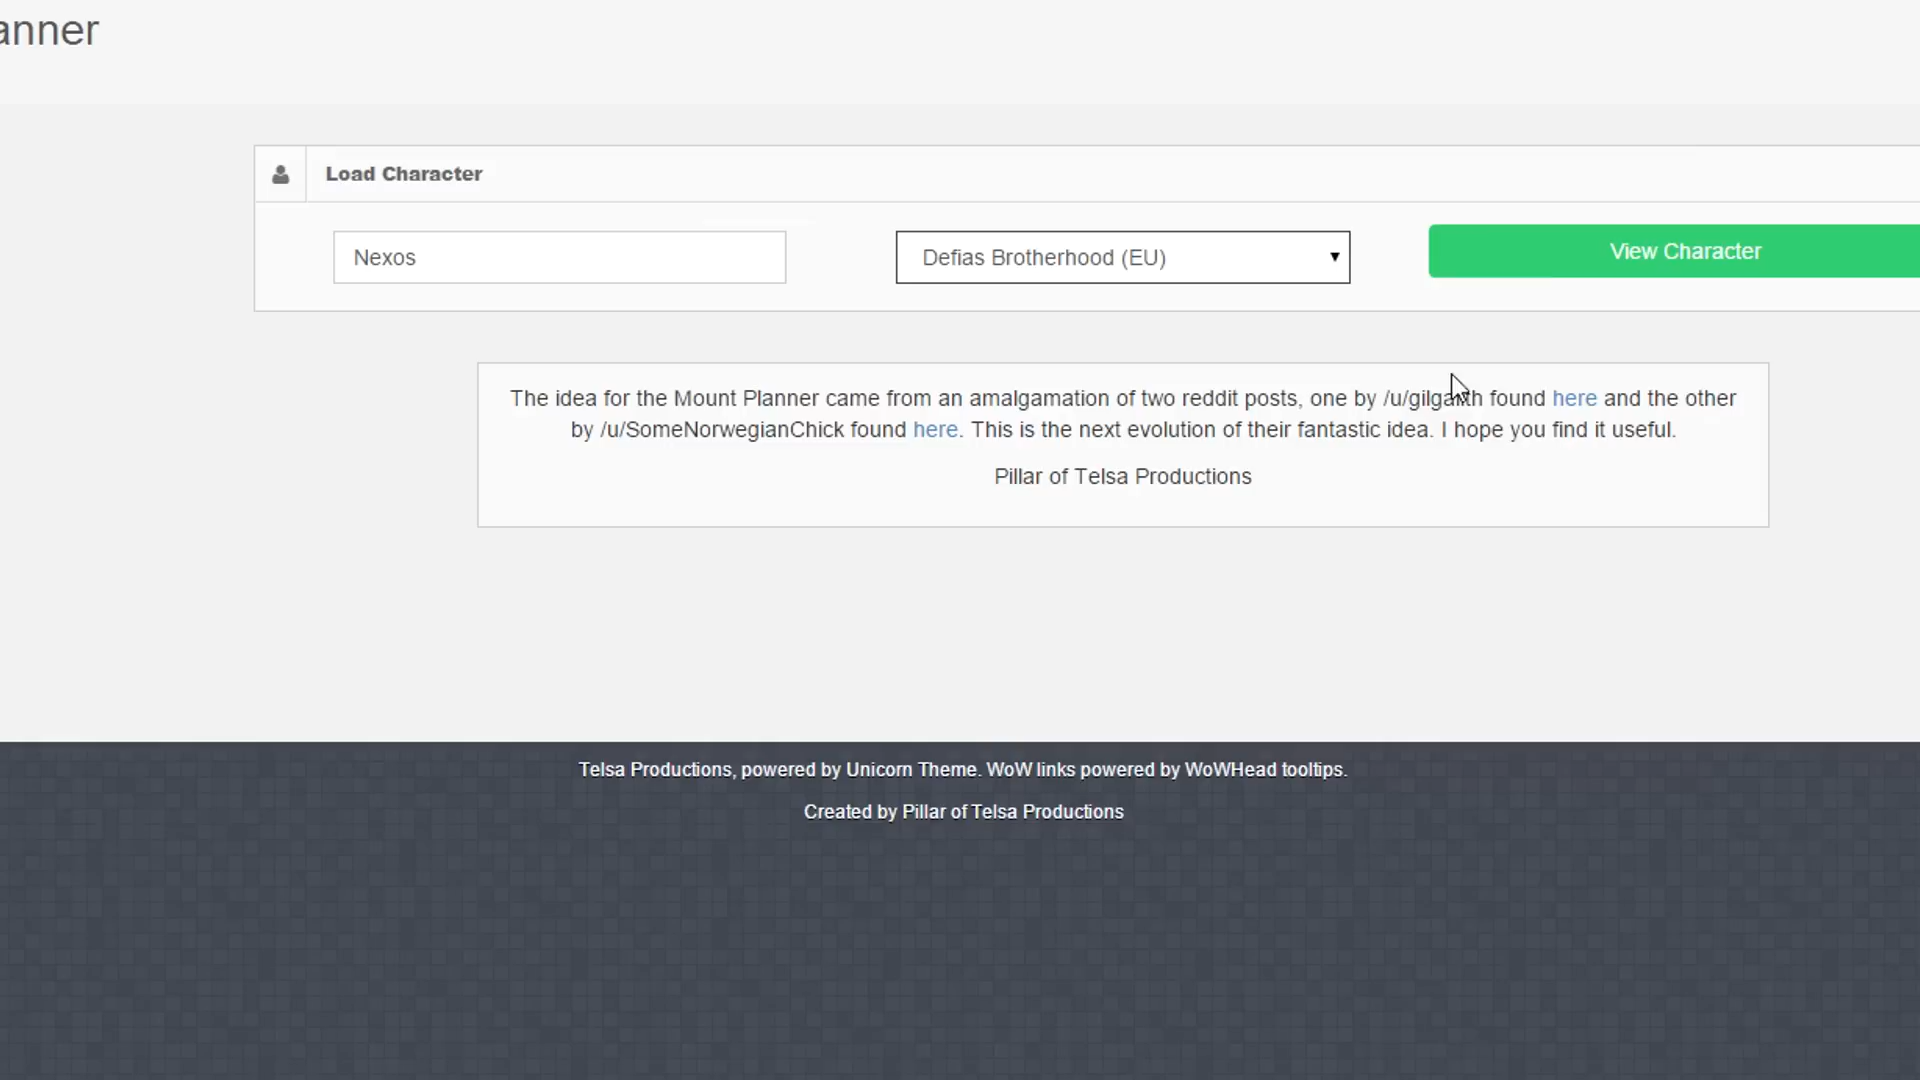 anner
Load Character
Nexos
Defias Brotherhood (EU)
View Character
The idea for the Mount Planner came from an amalgamation of two reddit posts, one by found here and the other
by /u/SomeNorwegianChick found here. This is the next evolution of their fantastic idea. I hope you find it useful.
Pillar of Telsa Productions
Telsa Productions, powered by Unicorn Theme. WoW links powered by WoWHead tooltips.
Created by Pillar of Telsa Productions